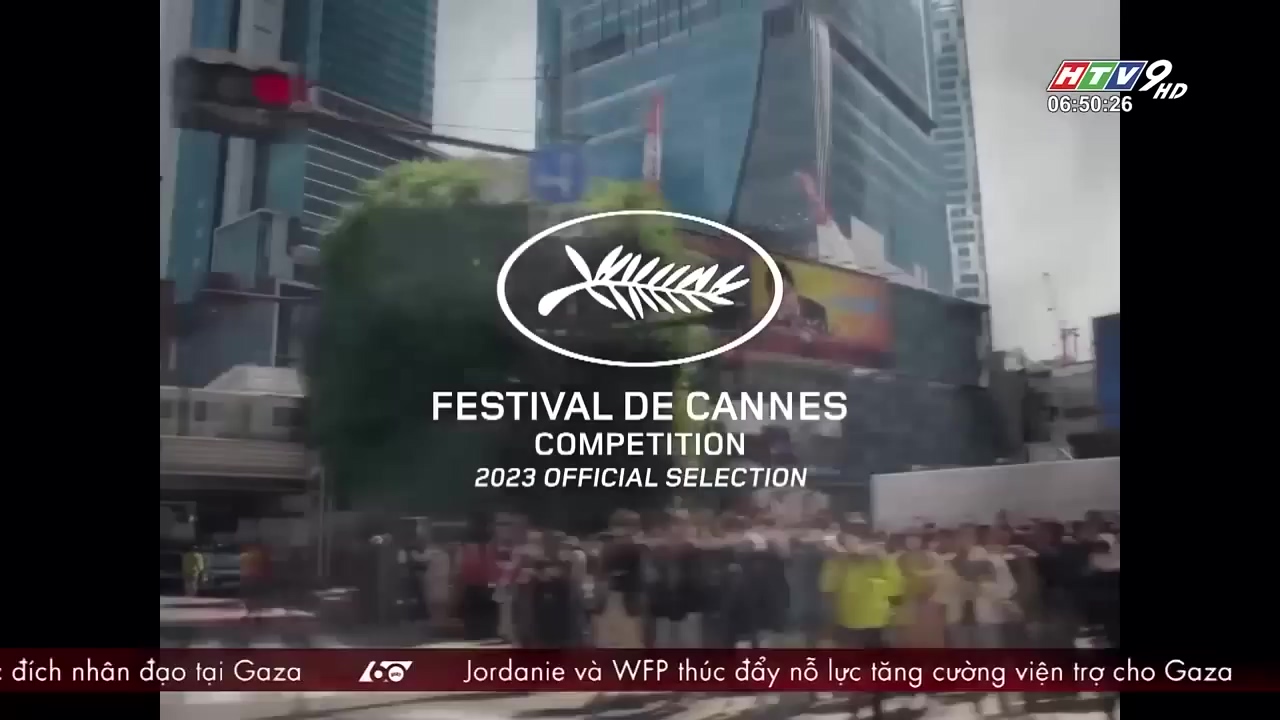 HTV9 HD
06:50:26
FESTIVAL DE CANNES
COMPETITION
2023 OFFICIAL SELECTION
đích nhân đạo tại Gaza
Jordanie và WFP thúc đẩy nỗ lực tăng cường viện trợ cho Gaza